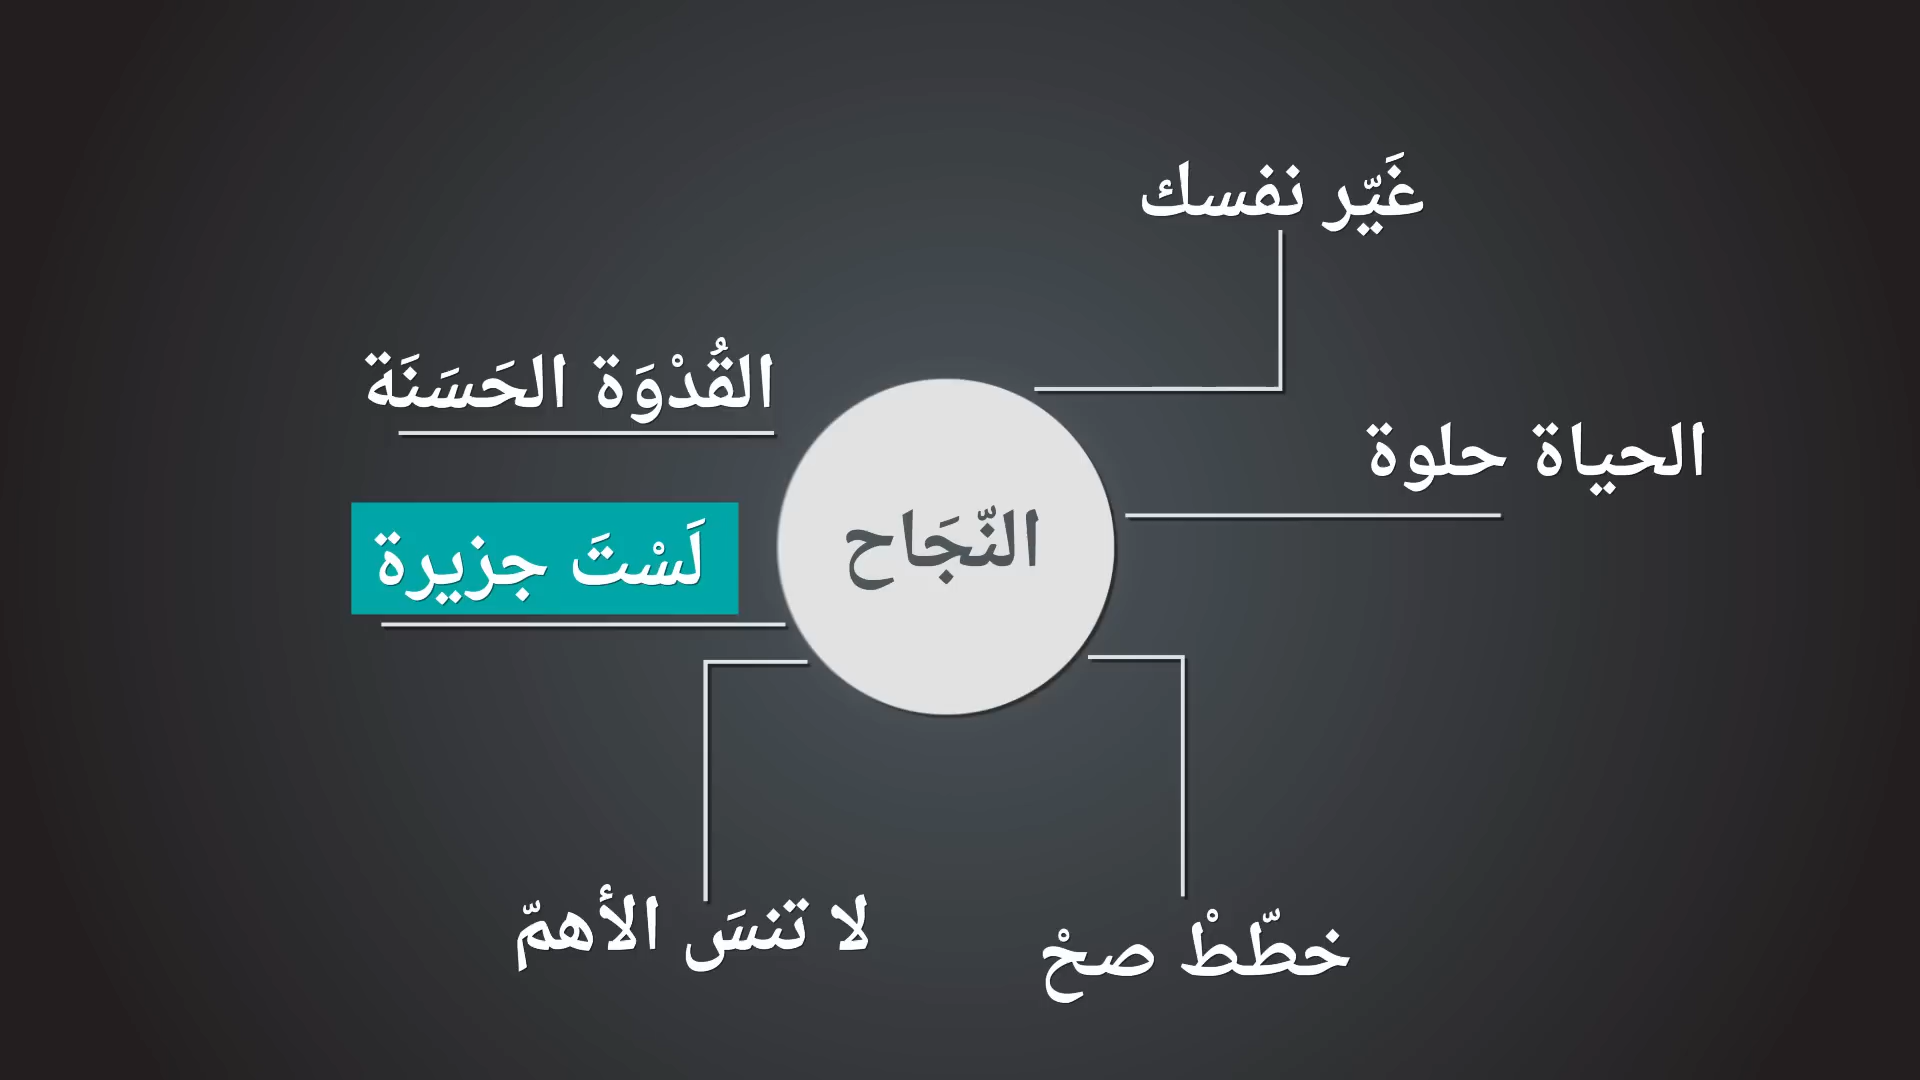 غَيّر نفسك
الحياة حلوة
خطّطْ صحْ
لا تنسَ الأهمّ
لَسْتَ جزيرة
القُدْوَة الحَسَنَة
النّجَاح